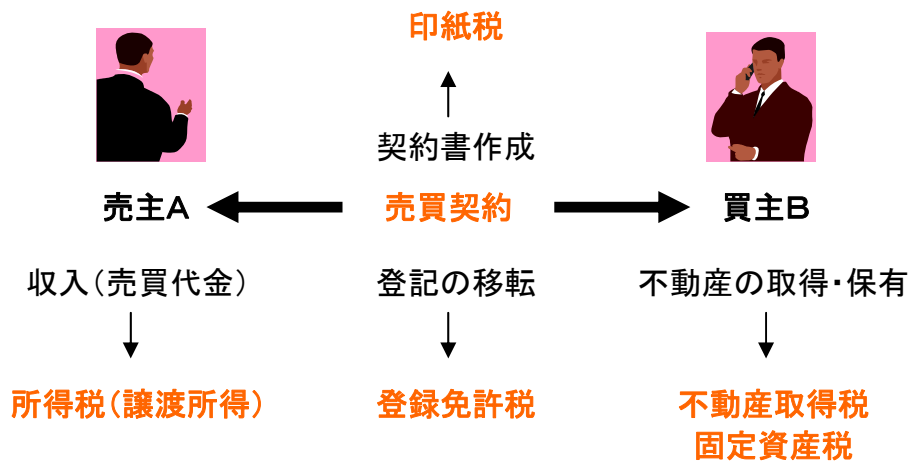 印紙税
契約書作成
売主A 売買契約 買主B
収入(売買代金) 登記の移転 不動産の取得・保有
所得税(譲渡所得) 登録免許税 不動産取得税
固定資産税